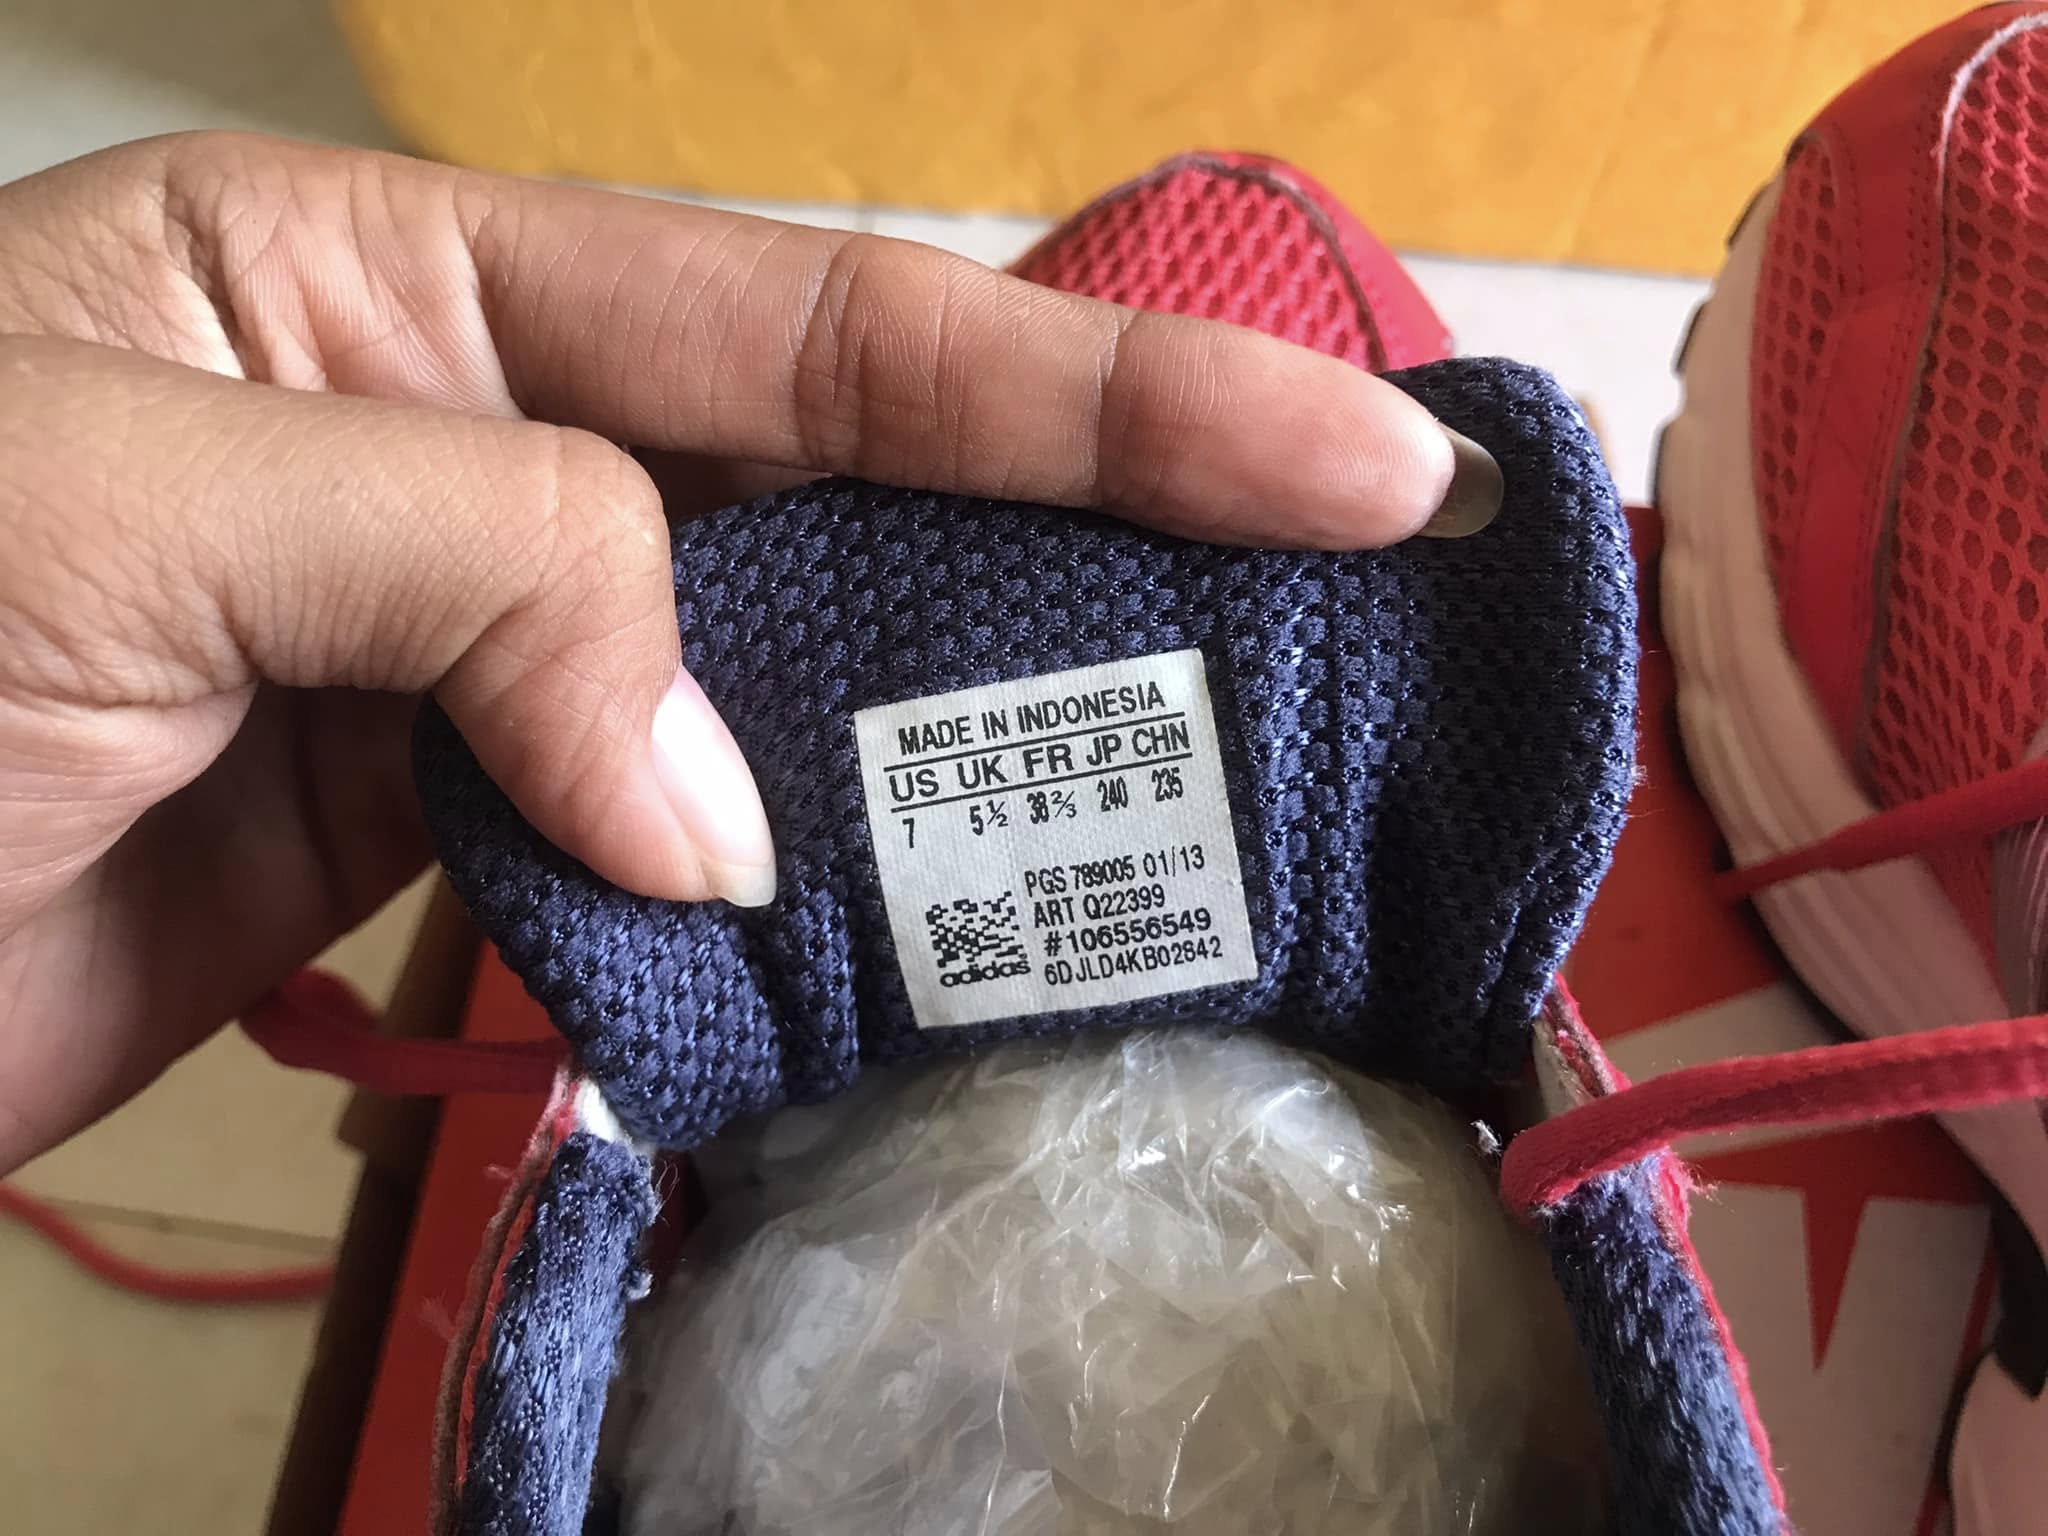 MADE IN INDONESIA
US UK FR JP CHN
7 5½ 38⅔ 240 235
PGS 789005 01/13
ART Q22399
#106556549
adidas 6DJLD4KB02842